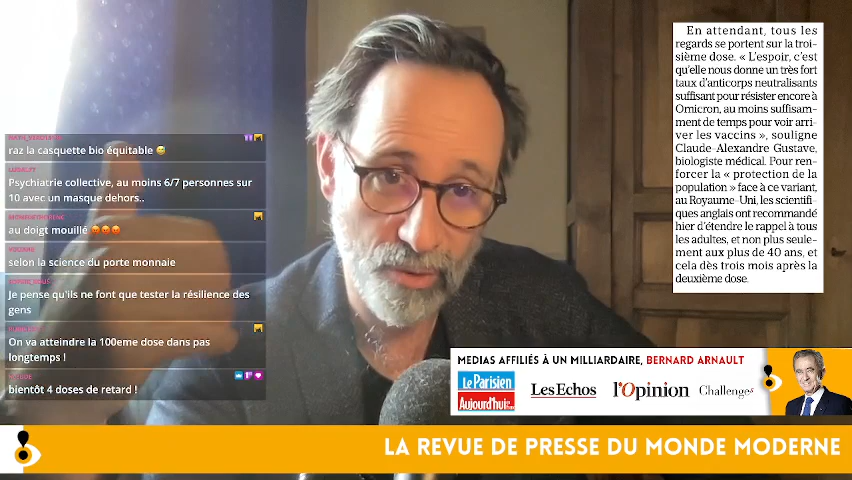 En attendant, tous les
regards se portent sur la troi-
sième dose. « L'espoir, c'est
qu'elle nous donne un très fort
taux d'anticorps neutralisants
suffisant pour résister encore à
Omicron, au moins suffisam-
ment de temps pour voir arri-
ver les vaccins », souligne
Claude-Alexandre Gustave,
biologiste médical. Pour ren-
forcer la « protection de la
population » face à ce variant,
au Royaume-Uni, les scientifi-
ques anglais ont recommandé
hier d'étendre le rappel à tous
les adultes, et non plus seule-
ment aux plus de 40 ans, et
cela dès trois mois après la
deuxième dose.
raz la casquette bio équitable
Psychiatrie collective, au moins 6/7 personnes sur
10 avec un masque dehors..
au doigt mouillé
selon la science du porte monnaie
Je pense qu'ils ne font que tester la résilience des
gens
On va atteindre la 100eme dose dans pas
longtemps !
bientôt 4 doses de retard !
MEDIAS AFFILIÉS À UN MILLIARDAIRE, BERNARD ARNAULT
Le Parisien
Aujourd'hui
Les Echos
l'Opinion
Challenges
LA REVUE DE PRESSE DU MONDE MODERNE